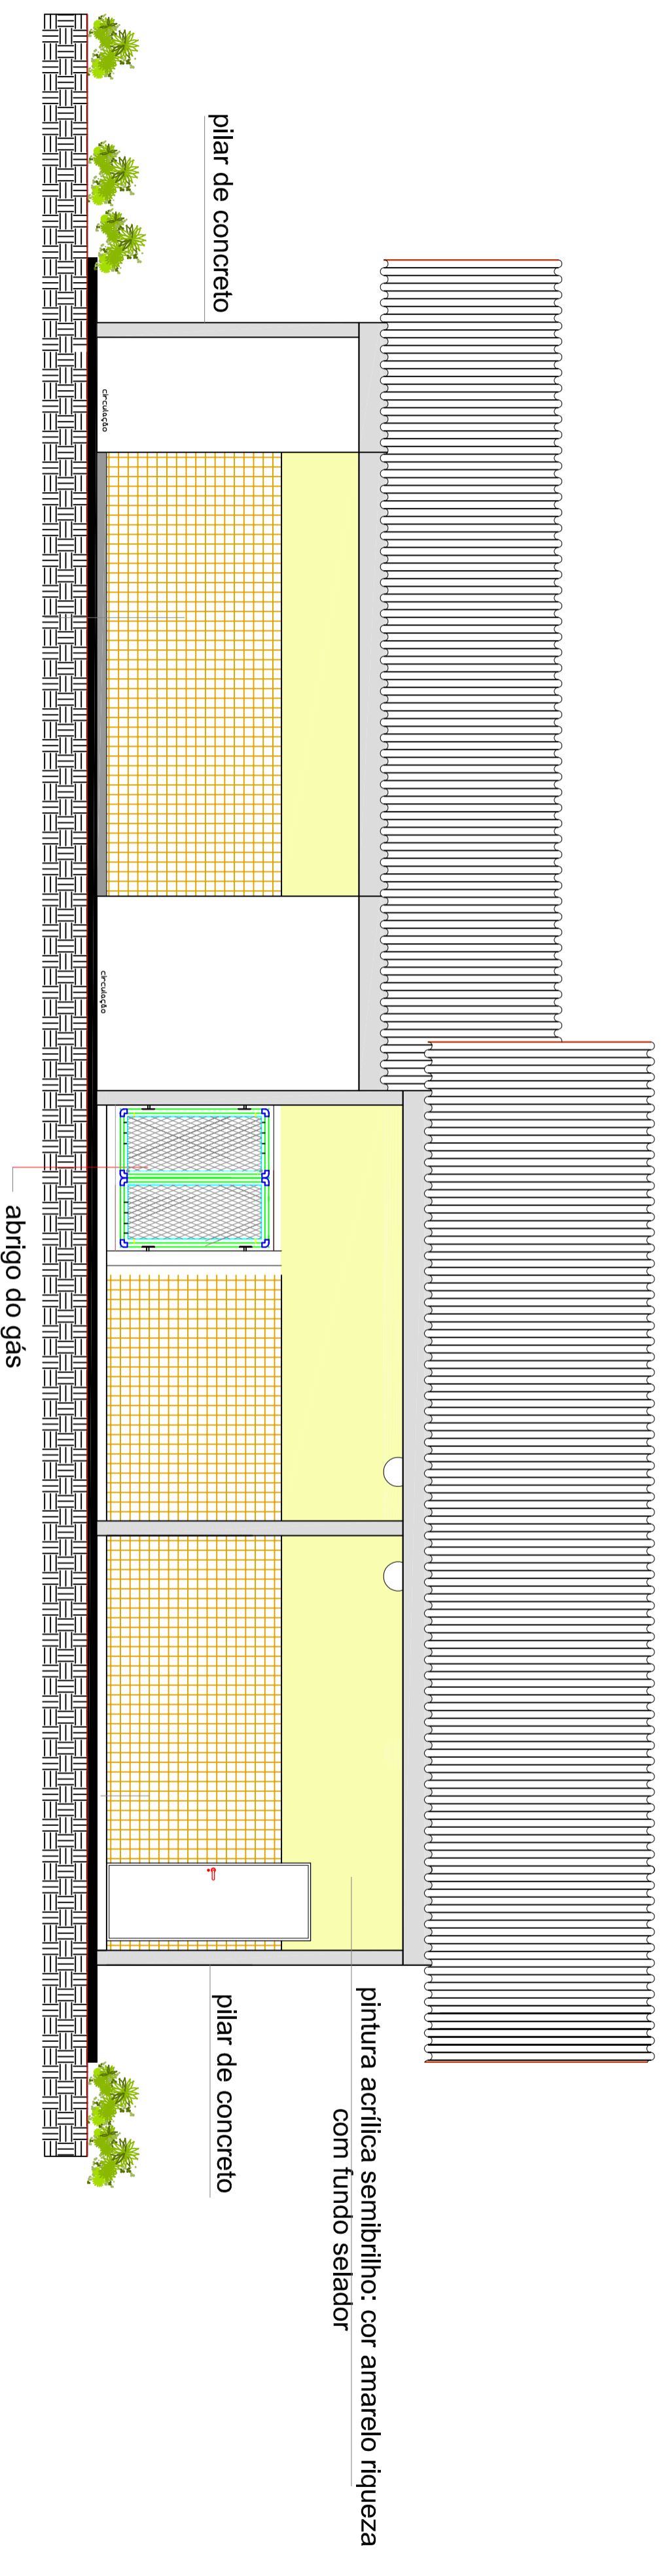 pilar de concreto
circulação
circulação
abrigo do gás
pintura acrílica semibrilho: cor amarelo riqueza
com fundo selador
pilar de concreto